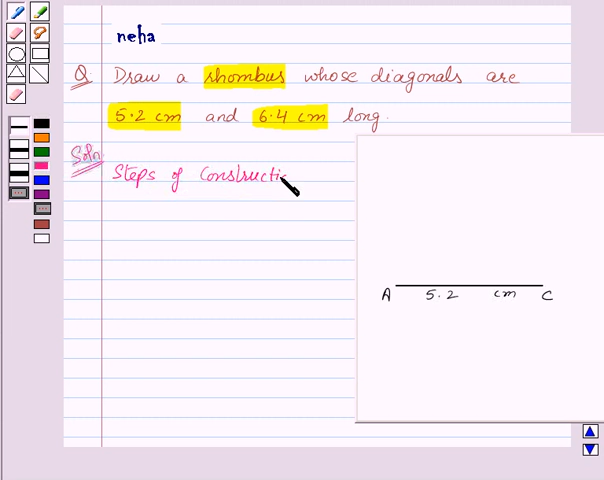 neha
Q. Draw a rhombus whose diagonals are
5.2 cm and 6.4 cm long.
Soln.
Steps of Constructi
A 5.2 cm C